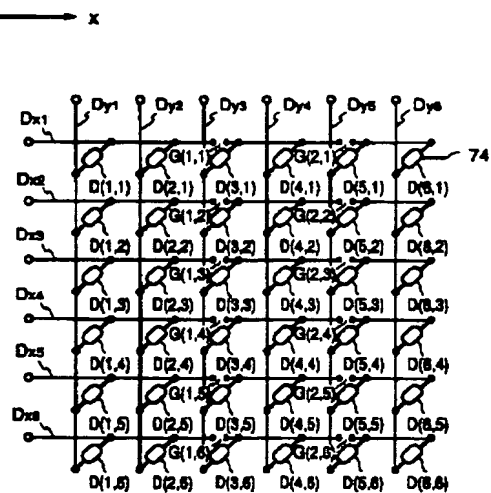 x
Dy1 Dy2 Dy3 Dy4 Dy5 Dy6
Dx1
G(1,1) G(2,1) 74
Dx2 D(1,1) D(2,1) D(3,1) D(4,1) D(5,1) D(6,1)
G(1,2) G(2,2)
Dx3 D(1,2) D(2,2) D(3,2) D(4,2) D(5,2) D(6,2)
G(1,3) G(2,3)
Dx4 D(1,3) D(2,3) D(3,3) D(4,3) D(5,3) D(6,3)
G(1,4) G(2,4)
Dx5 D(1,4) D(2,4) D(3,4) D(4,4) D(5,4) D(6,4)
G(1,5) G(2,5)
Dx6 D(1,5) D(2,5) D(3,5) D(4,5) D(5,5) D(6,5)
G(1,6) G(2,6)
D(1,6) D(2,6) D(3,6) D(4,6) D(5,6) D(6,6)